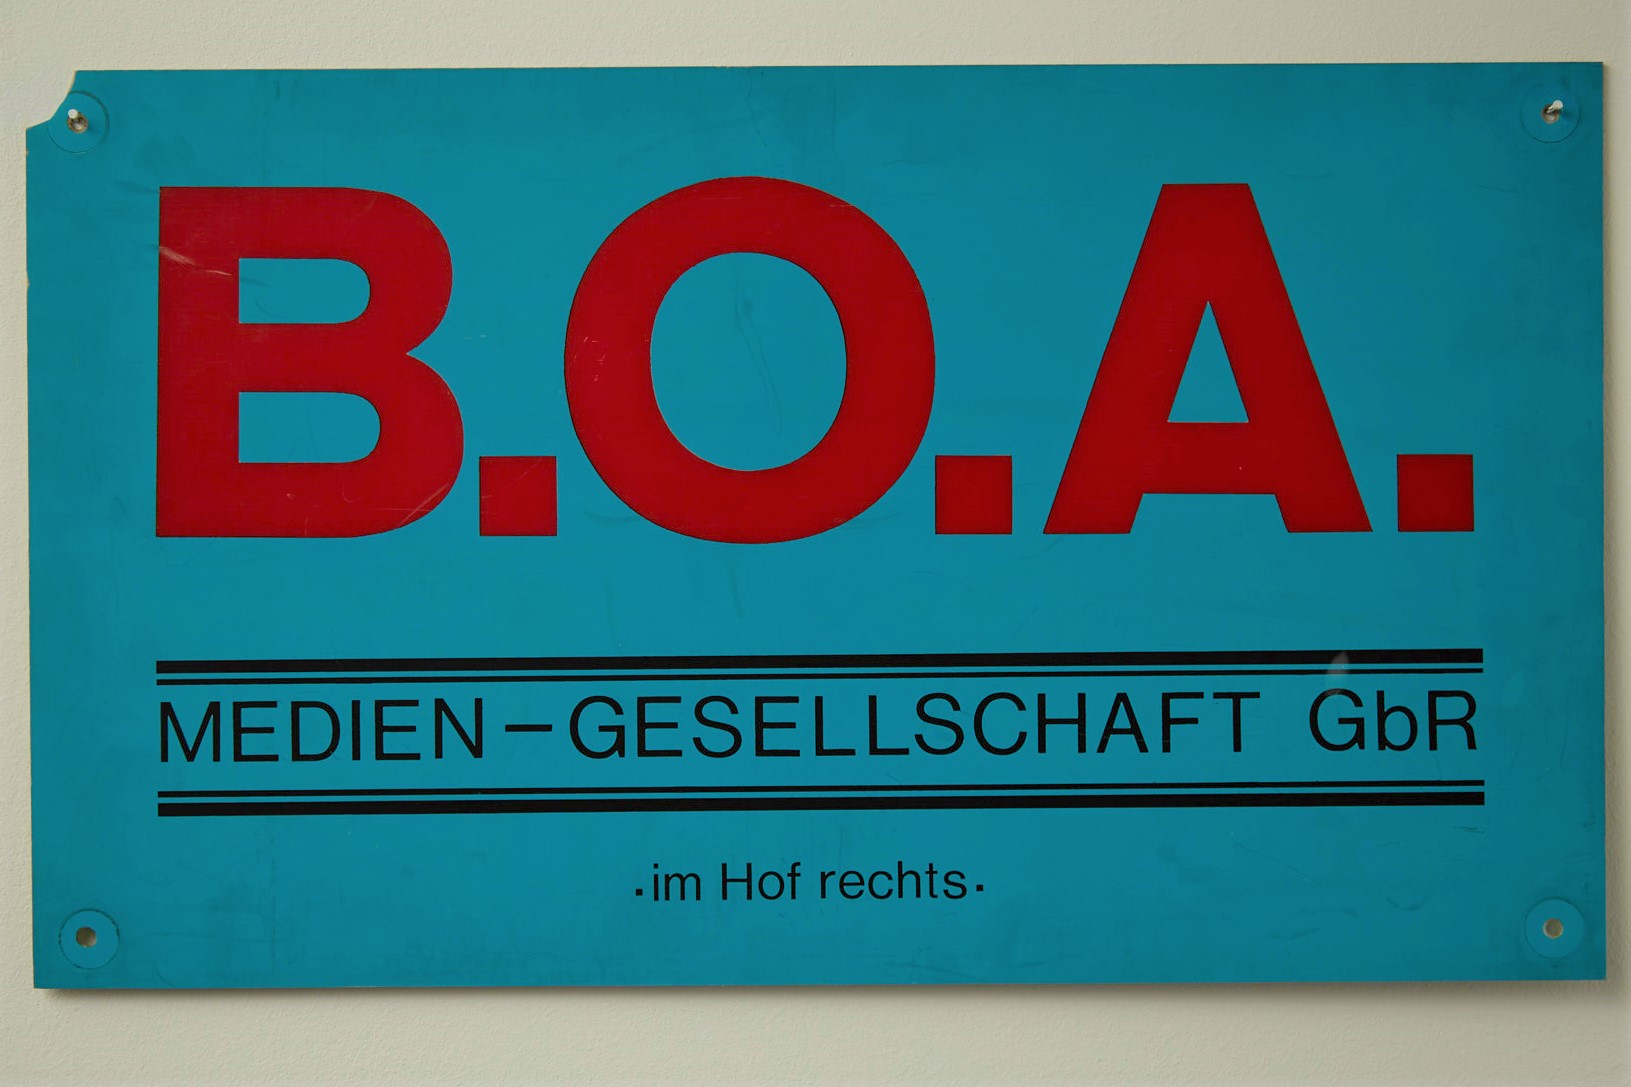 B.O.A.
MEDIEN-GESELLSCHAFT GbR
.im Hof rechts.